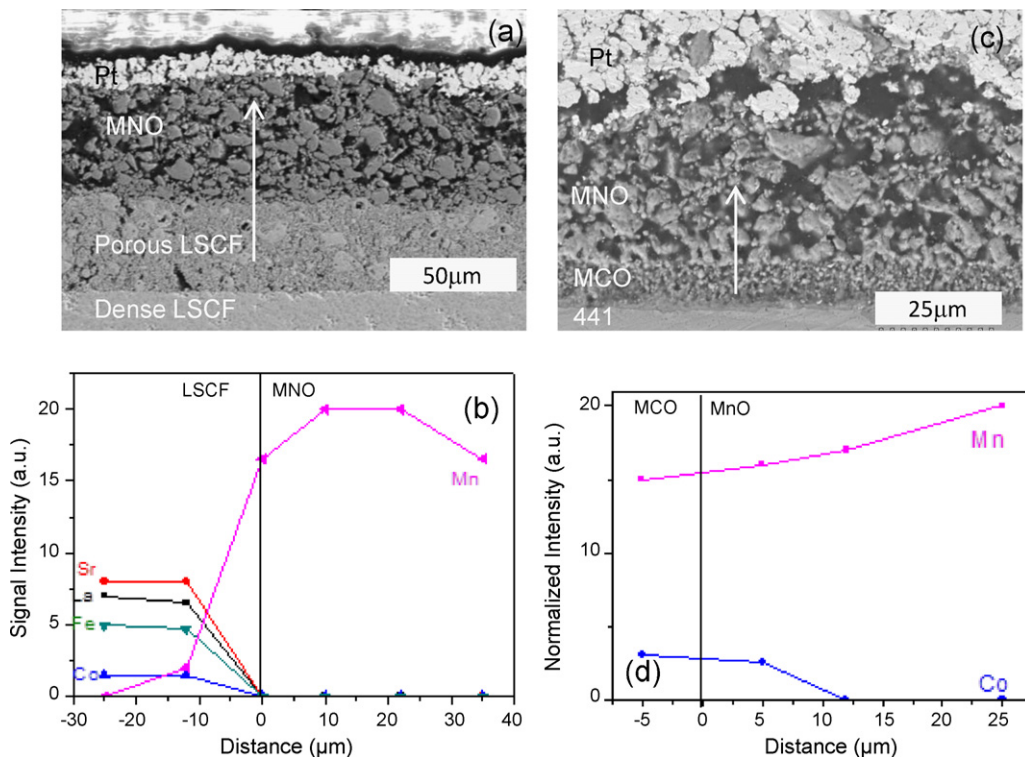 (a)
Pt
MNO
Porous LSCF
50μm
Dense LSCF
(c)
Pt
MNO
MCO
25μm
441
LSCF MNO
(b)
Mn
Sr
La
Fe
Co
20
15
10
5
0
-30 -20 -10 0 10 20 30 40
Signal Intensity (a.u.)
Distance (μm)
MCO MnO
Mn
(d)
Co
20
10
0
-5 0 5 10 15 20 25
Normalized Intensity (a.u.)
Distance (μm)